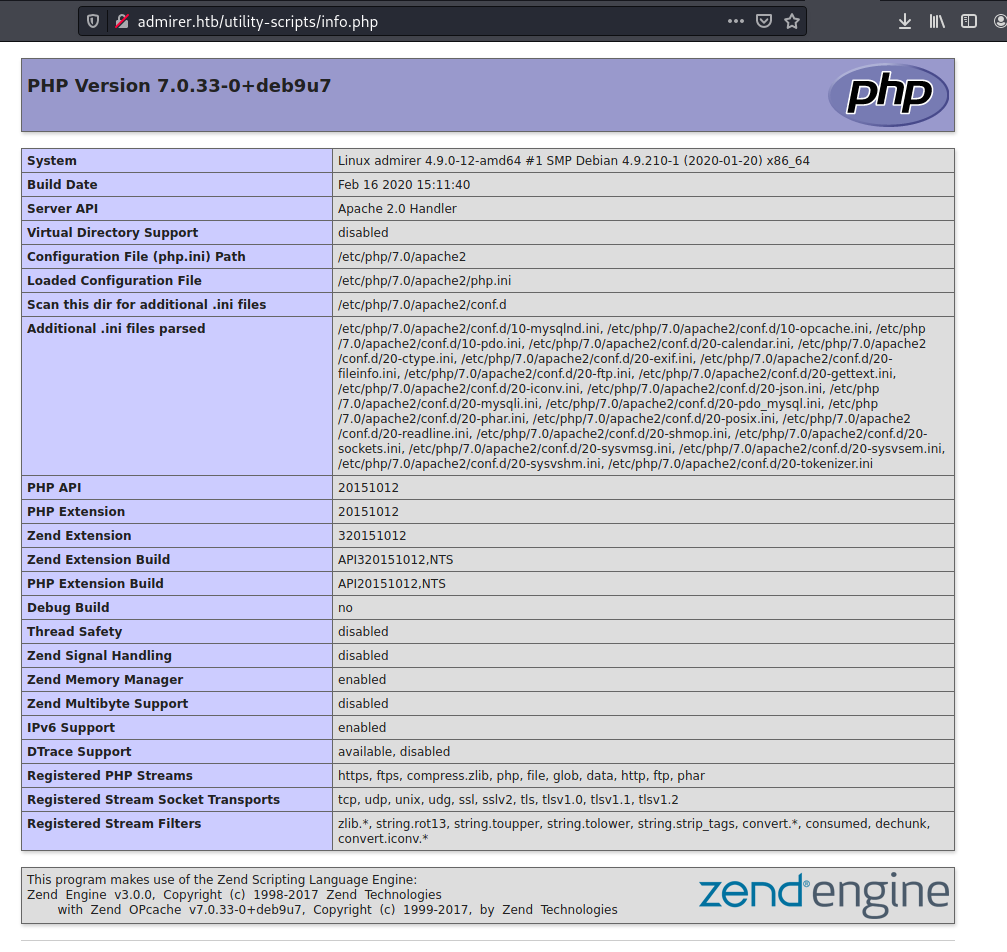 admirer.htb/utility-scripts/info.php
PHP Version 7.0.33-0+deb9u7
php
System Linux admirer 4.9.0-12-amd64 #1 SMP Debian 4.9.210-1 (2020-01-20) x86_64
Build Date Feb 16 2020 15:11:40
Server API Apache 2.0 Handler
Virtual Directory Support disabled
Configuration File (php.ini) Path /etc/php/7.0/apache2
Loaded Configuration File /etc/php/7.0/apache2/php.ini
Scan this dir for additional .ini files /etc/php/7.0/apache2/conf.d
Additional .ini files parsed /etc/php/7.0/apache2/conf.d/10-mysqlnd.ini, /etc/php/7.0/apache2/conf.d/10-opcache.ini, /etc/php
/7.0/apache2/conf.d/10-pdo.ini, /etc/php/7.0/apache2/conf.d/20-calendar.ini, /etc/php/7.0/apache2
/conf.d/20-ctype.ini, /etc/php/7.0/apache2/conf.d/20-exif.ini, /etc/php/7.0/apache2/conf.d/20-
fileinfo.ini, /etc/php/7.0/apache2/conf.d/20-ftp.ini, /etc/php/7.0/apache2/conf.d/20-gettext.ini,
/etc/php/7.0/apache2/conf.d/20-iconv.ini, /etc/php/7.0/apache2/conf.d/20-json.ini, /etc/php
/7.0/apache2/conf.d/20-mysqli.ini, /etc/php/7.0/apache2/conf.d/20-pdo_mysql.ini, /etc/php
/7.0/apache2/conf.d/20-phar.ini, /etc/php/7.0/apache2/conf.d/20-posix.ini, /etc/php/7.0/apache2
/conf.d/20-readline.ini, /etc/php/7.0/apache2/conf.d/20-shmop.ini, /etc/php/7.0/apache2/conf.d/20-
sockets.ini, /etc/php/7.0/apache2/conf.d/20-sysvmsg.ini, /etc/php/7.0/apache2/conf.d/20-sysvsem.ini,
/etc/php/7.0/apache2/conf.d/20-sysvshm.ini, /etc/php/7.0/apache2/conf.d/20-tokenizer.ini
PHP API 20151012
PHP Extension 20151012
Zend Extension 320151012
Zend Extension Build API320151012,NTS
PHP Extension Build API20151012,NTS
Debug Build no
Thread Safety disabled
Zend Signal Handling disabled
Zend Memory Manager enabled
Zend Multibyte Support disabled
IPv6 Support enabled
DTrace Support available, disabled
Registered PHP Streams https, ftps, compress.zlib, php, file, glob, data, http, ftp, phar
Registered Stream Socket Transports tcp, udp, unix, udg, ssl, sslv2, tls, tlsv1.0, tlsv1.1, tlsv1.2
Registered Stream Filters zlib.*, string.rot13, string.toupper, string.tolower, string.strip_tags, convert.*, consumed, dechunk,
convert.iconv.*
This program makes use of the Zend Scripting Language Engine:
Zend Engine v3.0.0, Copyright (c) 1998-2017 Zend Technologies
with Zend OPcache v7.0.33-0+deb9u7, Copyright (c) 1999-2017, by Zend Technologies
zend®engine